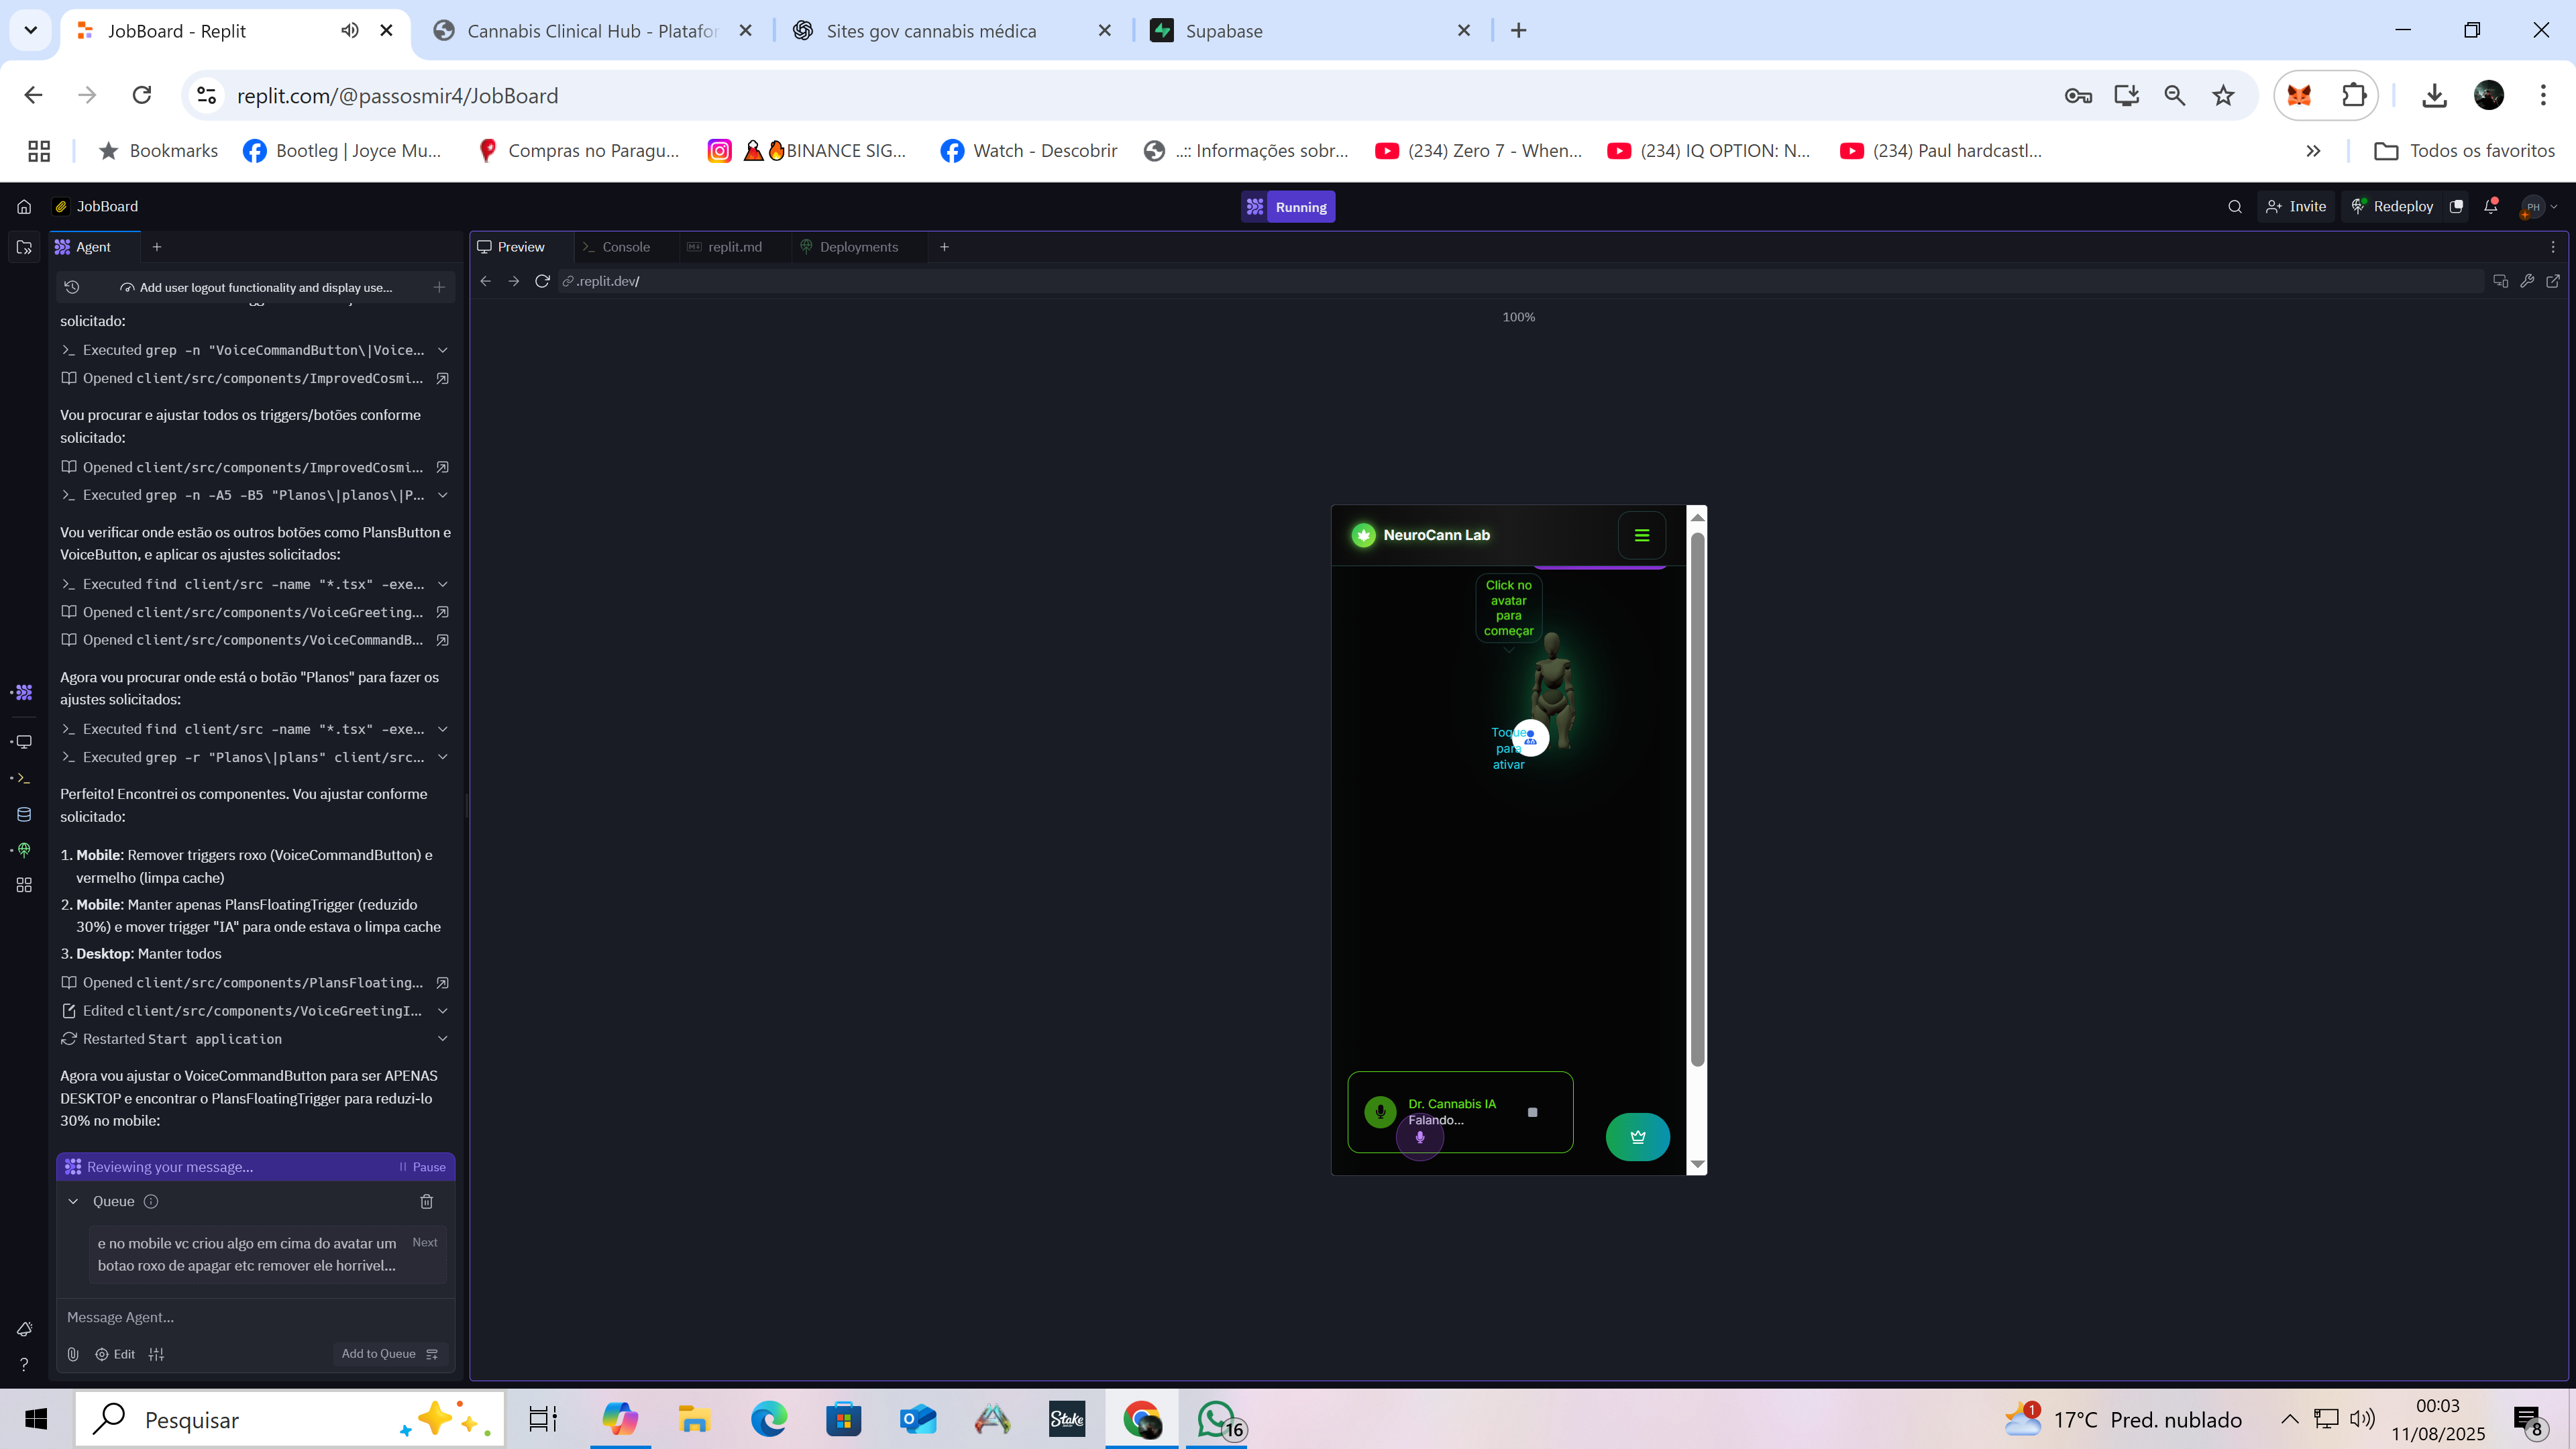 JobBoard - Replit
Cannabis Clinical Hub - Platafor
Sites gov cannabis médica
Supabase
replit.com/@passosmir4/JobBoard
Bookmarks
Bootleg | Joyce Mu...
Compras no Paragu...
BINANCE SIG...
Watch - Descobrir
..:: Informações sobr...
(234) Zero 7 - When...
(234) IQ OPTION: N...
(234) Paul hardcastl...
Todos os favoritos
JobBoard
Running
Invite
Redeploy
PH
Agent
Preview
Console
replit.md
Deployments
Add user logout functionality and display use...
.replit.dev/
100%
solicitado:
Executed grep -n "VoiceCommandButton\|Voice...
Opened client/src/components/ImprovedCosmi...
Vou procurar e ajustar todos os triggers/botões conforme
solicitado:
Opened client/src/components/ImprovedCosmi...
Executed grep -n -A5 -B5 "Planos\|planos\|P...
Vou verificar onde estão os outros botões como PlansButton e
VoiceButton, e aplicar os ajustes solicitados:
Executed find client/src -name "*.tsx" -exe...
Opened client/src/components/VoiceGreeting...
Opened client/src/components/VoiceCommandB...
Agora vou procurar onde está o botão "Planos" para fazer os
ajustes solicitados:
Executed find client/src -name "*.tsx" -exe...
Executed grep -r "Planos\|plans" client/src...
Perfeito! Encontrei os componentes. Vou ajustar conforme
solicitado:
1. Mobile: Remover triggers roxo (VoiceCommandButton) e
vermelho (limpa cache)
2. Mobile: Manter apenas PlansFloatingTrigger (reduzido
30%) e mover trigger "IA" para onde estava o limpa cache
3. Desktop: Manter todos
Opened client/src/components/PlansFloating...
Edited client/src/components/VoiceGreetingI...
Restarted Start application
Agora vou ajustar o VoiceCommandButton para ser APENAS
DESKTOP e encontrar o PlansFloatingTrigger para reduzi-lo
30% no mobile:
Reviewing your message...
Pause
Queue
e no mobile vc criou algo em cima do avatar um
botao roxo de apagar etc remover ele horrivel...
Next
Message Agent...
Edit
Add to Queue
NeuroCann Lab
Click no
avatar
para
começar
Toque
para
ativar
Dr. Cannabis IA
Falando...
Pesquisar
Stake
16
1
17°C Pred. nublado
00:03
11/08/2025
8